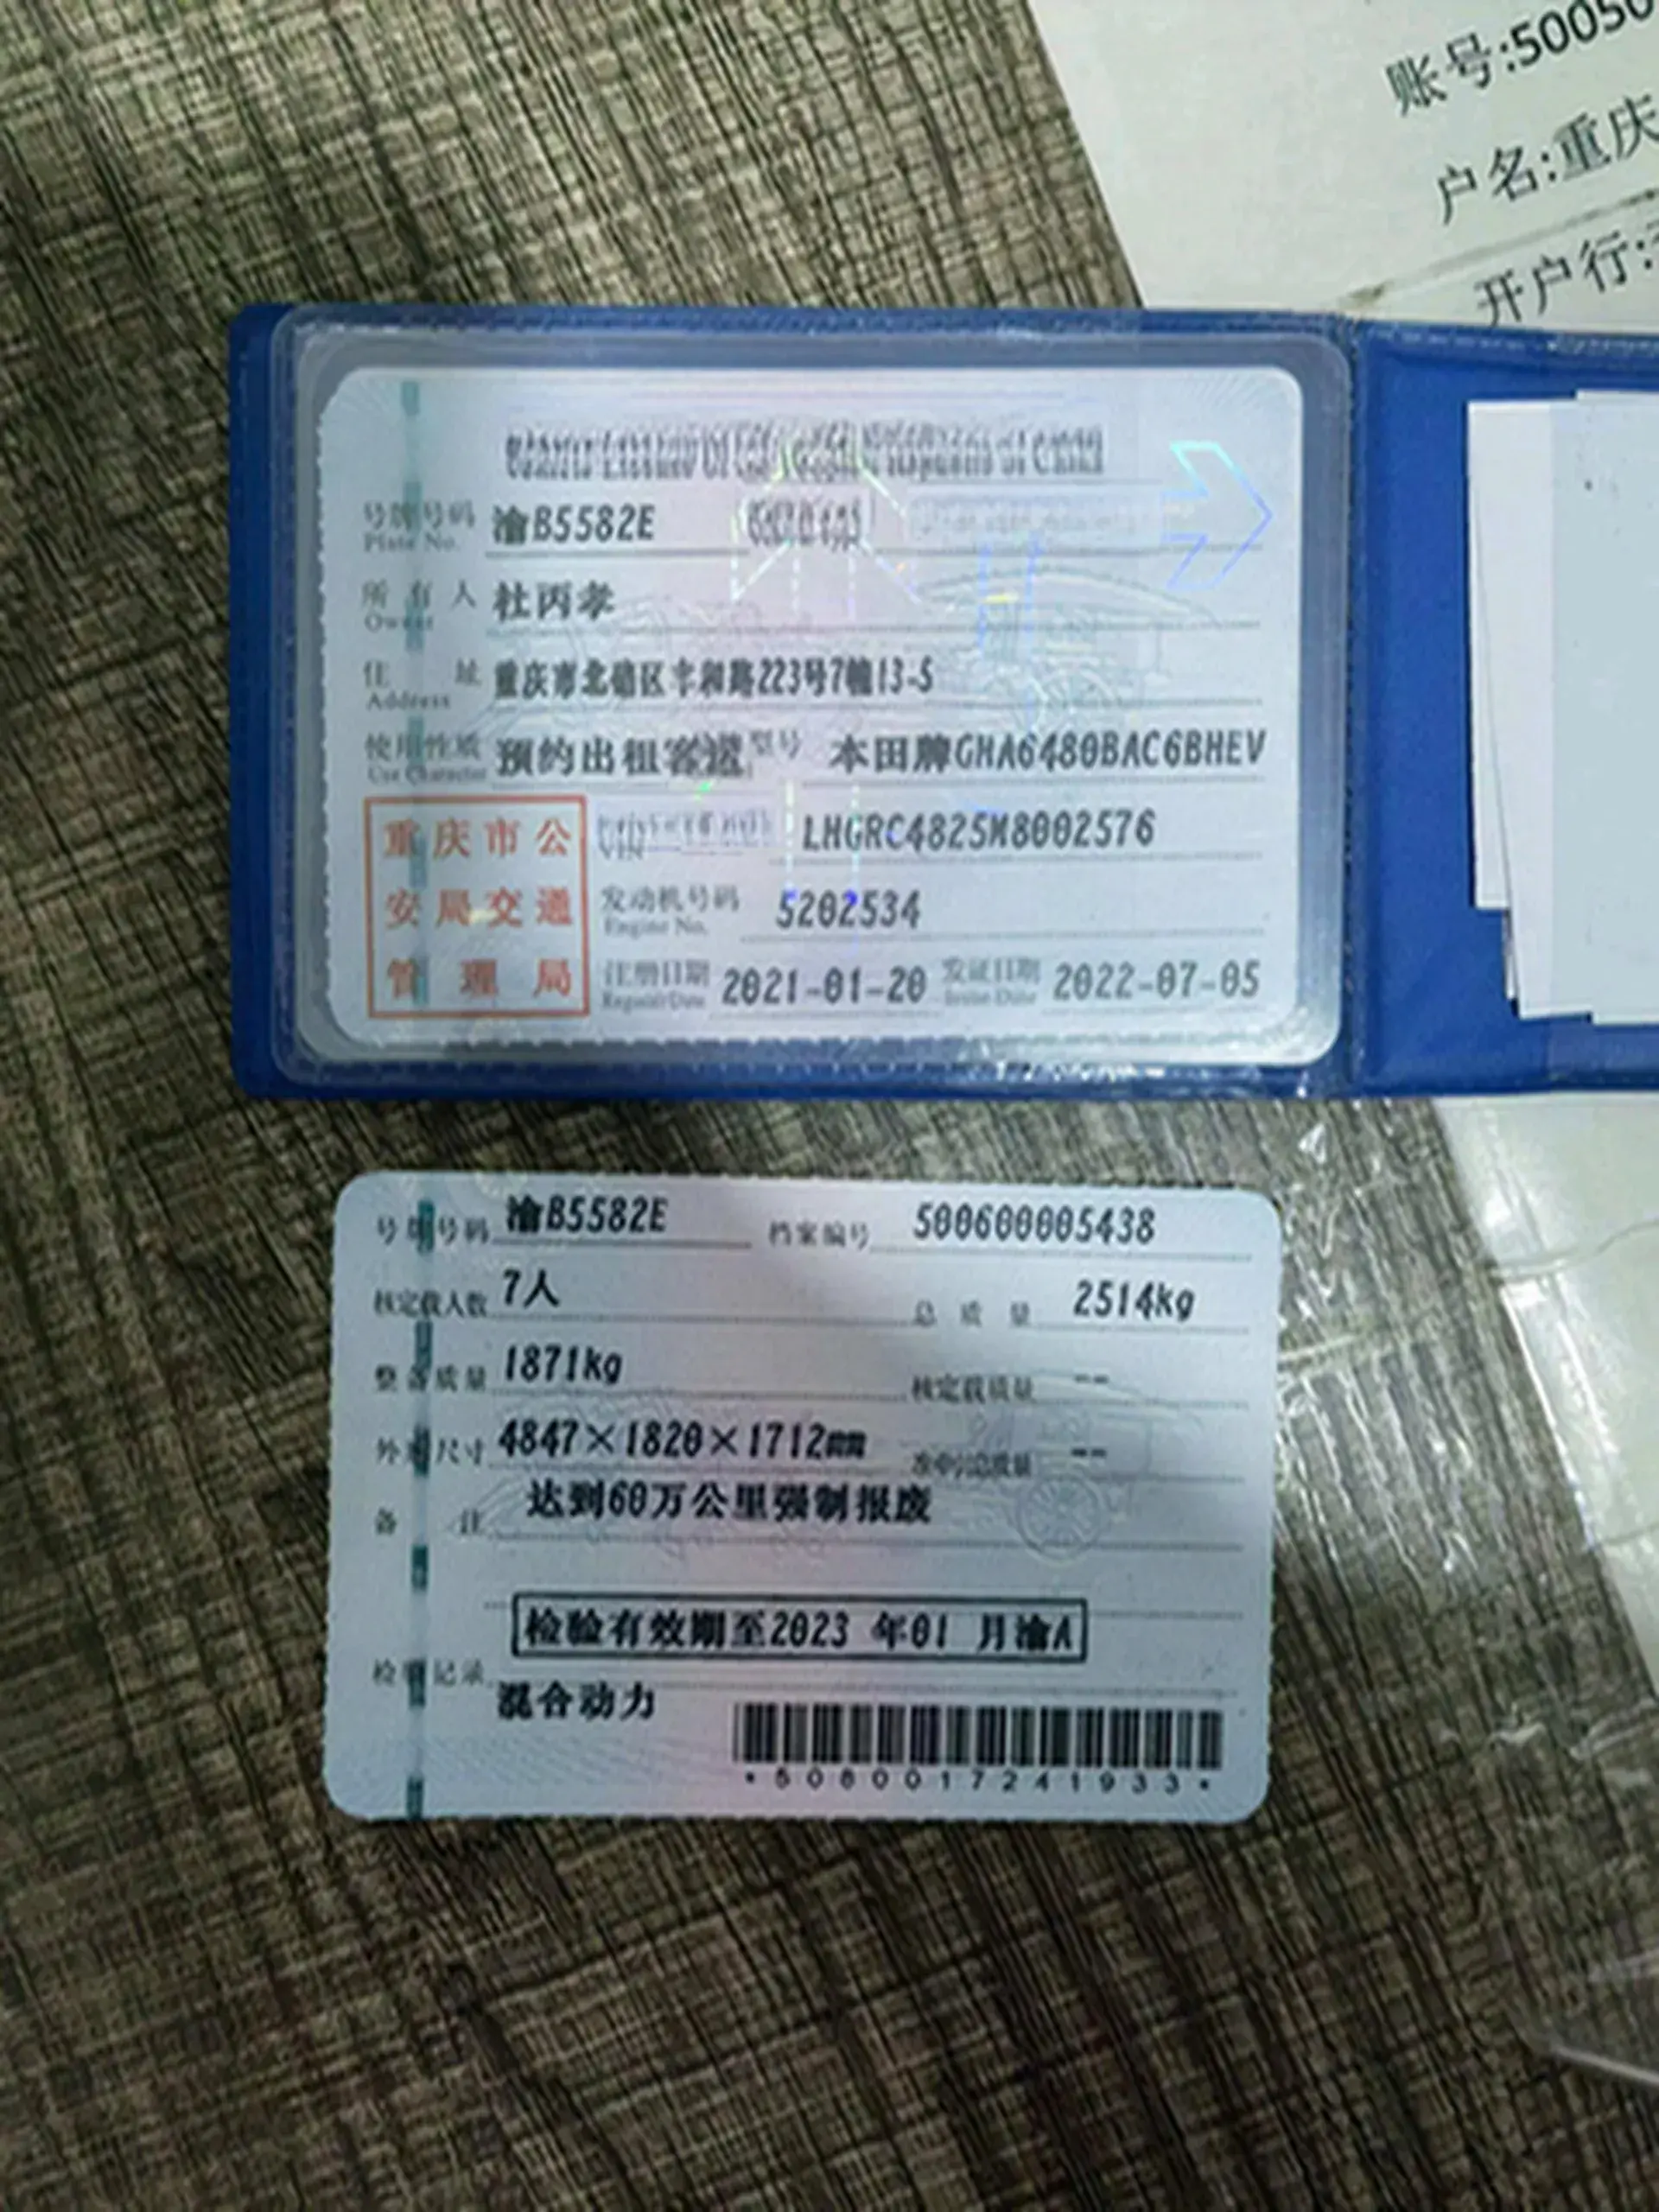 账号:50050
户名:重庆
开户行:
号牌号码 渝B5582E
Plate No.
所有人 杜丙孝
Owner
住址 重庆市北碚区丰和路223号7幢13-5
Address
使用性质 预约出租客运 型号 本田牌GHA6480BAC6BHEV
Use Character
重庆市公
安局交通
管理局
VIN LHGRC4825M8002576
发动机号码 5202534
Engine No.
注册日期 2021-01-20 发证日期 2022-07-05
Register Date Issue Date
号牌号码 渝B5582E 档案编号 500600005438
核定载人数 7人 总质量 2514kg
整备质量 1871kg 核定载质量 --
外廓尺寸 4847×1820×1712mm 准牵引总质量 --
备注 达到60万公里强制报废
检验有效期至2023 年01 月渝A
检验记录
混合动力
*5080017241933*